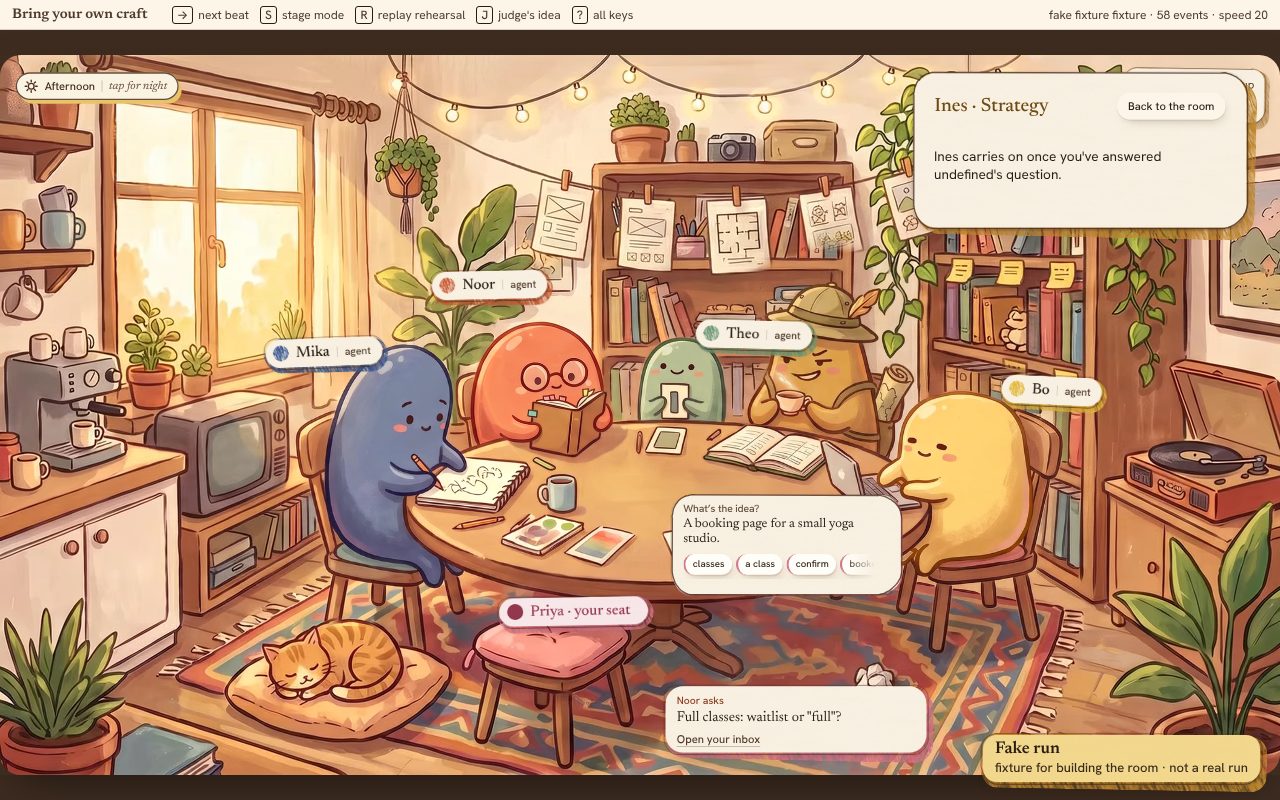 Bring your own craft
→ next beat S stage mode R replay rehearsal J judge's idea ? all keys
fake fixture fixture · 58 events · speed 20
Afternoon tap for night
Ines · Strategy
Back to the room
Ines carries on once you've answered
undefined's question.
Noor agent
Theo agent
Mika agent
Bo agent
What's the idea?
A booking page for a small yoga
studio.
classes a class confirm
Priya · your seat
Noor asks
Full classes: waitlist or "full"?
Open your inbox
Fake run
fixture for building the room · not a real run